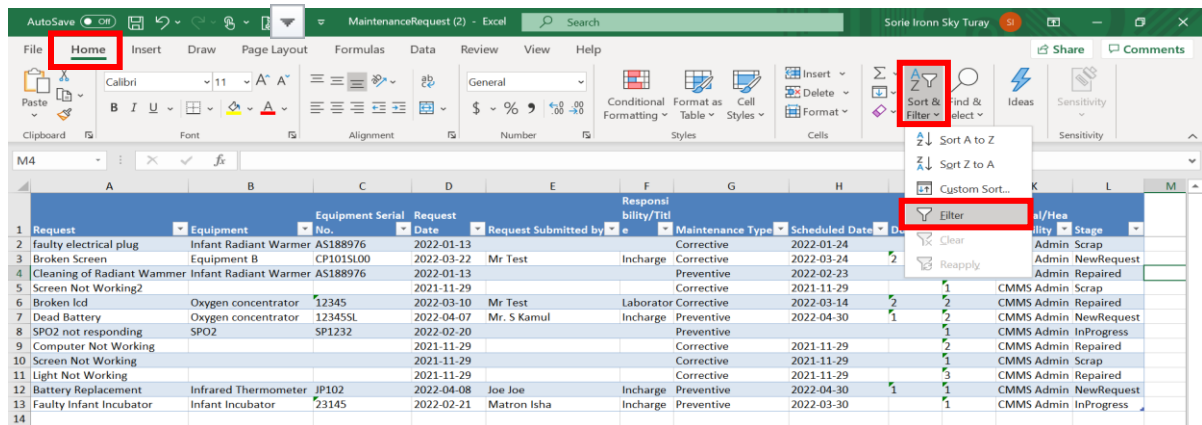 AutoSave Off MaintenanceRequest (2) - Excel Search Sorie Ironn Sky Turay SI
File Home Insert Draw Page Layout Formulas Data Review View Help Share Comments
Calibri 11 A^ Aˇ ab General Insert Σ
Paste B I U A $ % 9 Conditional Format as Cell Delete Sort & Find & Ideas Sensitivity
Formatting Table Styles Format Filter Select
Clipboard Font Alignment Number Styles Cells Sensitivity
Sort A to Z
Sort Z to A
Custom Sort...
Filter
Clear
Reapply
M4 fx
A B C D E F G H K L M
1 Request Equipment Equipment Serial No. Request Date Request Submitted by Responsibility/Title Maintenance Type Scheduled Date Stage
2 faulty electrical plug Infant Radiant Warmer AS188976 2022-01-13 Corrective 2022-01-24 Admin Scrap
3 Broken Screen Equipment B CP101SL00 2022-03-22 Mr Test Incharge Corrective 2022-03-24 2 Admin NewRequest
4 Cleaning of Radiant Wammer Infant Radiant Warmer AS188976 2022-01-13 Preventive 2022-02-23 Admin Repaired
5 Screen Not Working2 2021-11-29 Corrective 2021-11-29 1 CMMS Admin Scrap
6 Broken lcd Oxygen concentrator 12345 2022-03-10 Mr Test Laborator Corrective 2022-03-14 2 2 CMMS Admin Repaired
7 Dead Battery Oxygen concentrator 12345SL 2022-04-07 Mr. S Kamul Incharge Preventive 2022-04-30 1 2 CMMS Admin NewRequest
8 SPO2 not responding SPO2 SP1232 2022-02-20 Preventive 1 CMMS Admin InProgress
9 Computer Not Working 2021-11-29 Corrective 2021-11-29 2 CMMS Admin Repaired
10 Screen Not Working 2021-11-29 Corrective 2021-11-29 1 CMMS Admin Scrap
11 Light Not Working 2021-11-29 Corrective 2021-11-29 3 CMMS Admin Repaired
12 Battery Replacement Infrared Thermometer JP102 2022-04-08 Joe Joe Incharge Preventive 2022-04-30 1 1 CMMS Admin NewRequest
13 Faulty Infant Incubator Infant Incubator 23145 2022-02-21 Matron Isha Incharge Preventive 2022-03-30 1 CMMS Admin InProgress
14